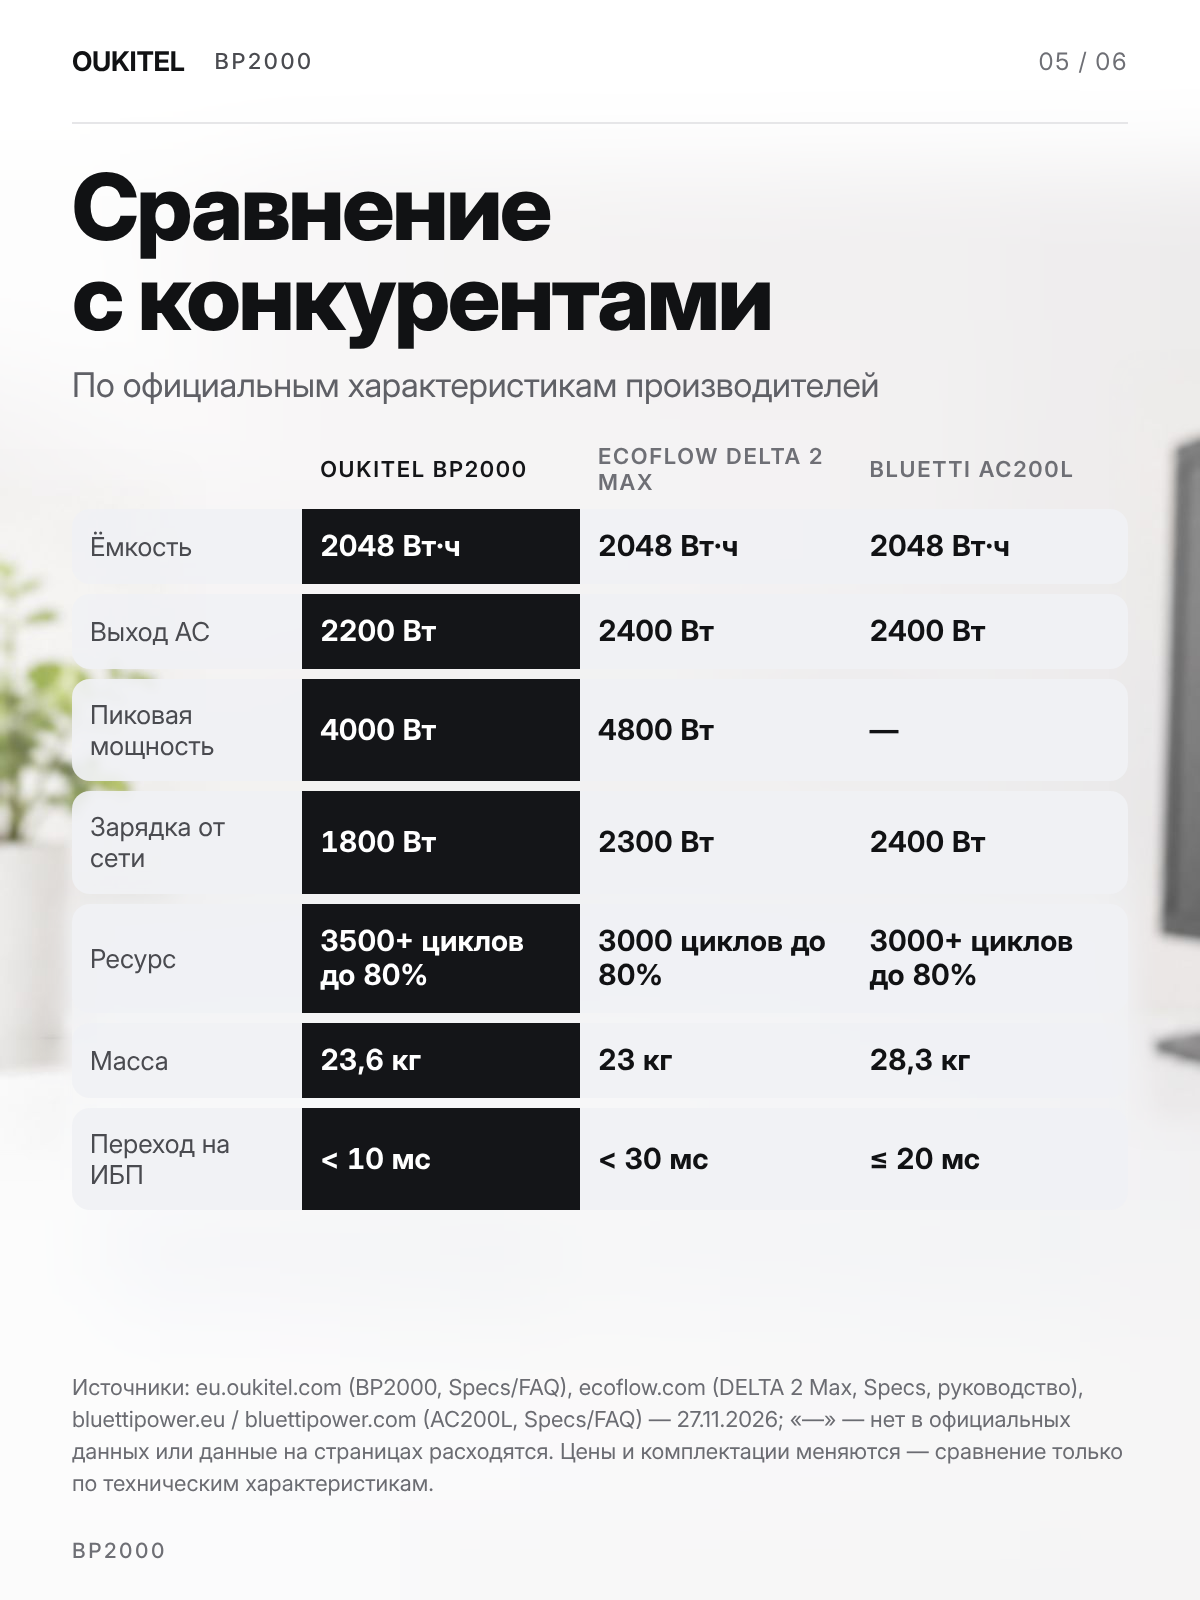 OUKITEL BP2000 05 / 06
Сравнение
с конкурентами
По официальным характеристикам производителей
OUKITEL BP2000 ECOFLOW DELTA 2 MAX BLUETTI AC200L
Ёмкость 2048 Вт·ч 2048 Вт·ч 2048 Вт·ч
Выход AC 2200 Вт 2400 Вт 2400 Вт
Пиковая мощность 4000 Вт 4800 Вт —
Зарядка от сети 1800 Вт 2300 Вт 2400 Вт
Ресурс 3500+ циклов до 80% 3000 циклов до 80% 3000+ циклов до 80%
Масса 23,6 кг 23 кг 28,3 кг
Переход на ИБП < 10 мс < 30 мс ≤ 20 мс
Источники: eu.oukitel.com (BP2000, Specs/FAQ), ecoflow.com (DELTA 2 Max, Specs, руководство),
bluettipower.eu / bluettipower.com (AC200L, Specs/FAQ) — 27.11.2026; «—» — нет в официальных
данных или данные на страницах расходятся. Цены и комплектации меняются — сравнение только
по техническим характеристикам.
BP2000